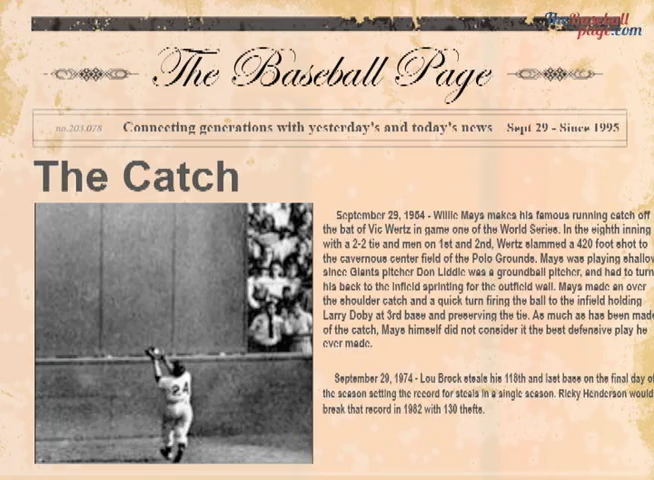 TheBaseball
page.com
The Baseball Page
no.203.078 Connecting generations with yesterday's and today's news Sept 29 - Since 1995
The Catch
September 29, 1954 - Willie Mays makes his famous running catch off
the bat of Vic Wertz in game one of the World Series. In the eighth inning
with a 2-2 tie and men on 1st and 2nd, Wertz slammed a 420 foot shot to
the cavernous center field of the Polo Grounds. Mays was playing shallow
since Giants pitcher Don Liddle was a groundball pitcher, and had to turn
his back to the infield sprinting for the outfield wall. Mays made an over
the shoulder catch and a quick turn firing the ball to the infield holding
Larry Doby at 3rd base and preserving the tie. As much as has been made
of the catch, Mays himself did not consider it the best defensive play he
ever made.
September 29, 1974 - Lou Brock steals his 118th and last base on the final day of
the season setting the record for steals in a single season. Ricky Henderson would
break that record in 1982 with 130 thefts.
24